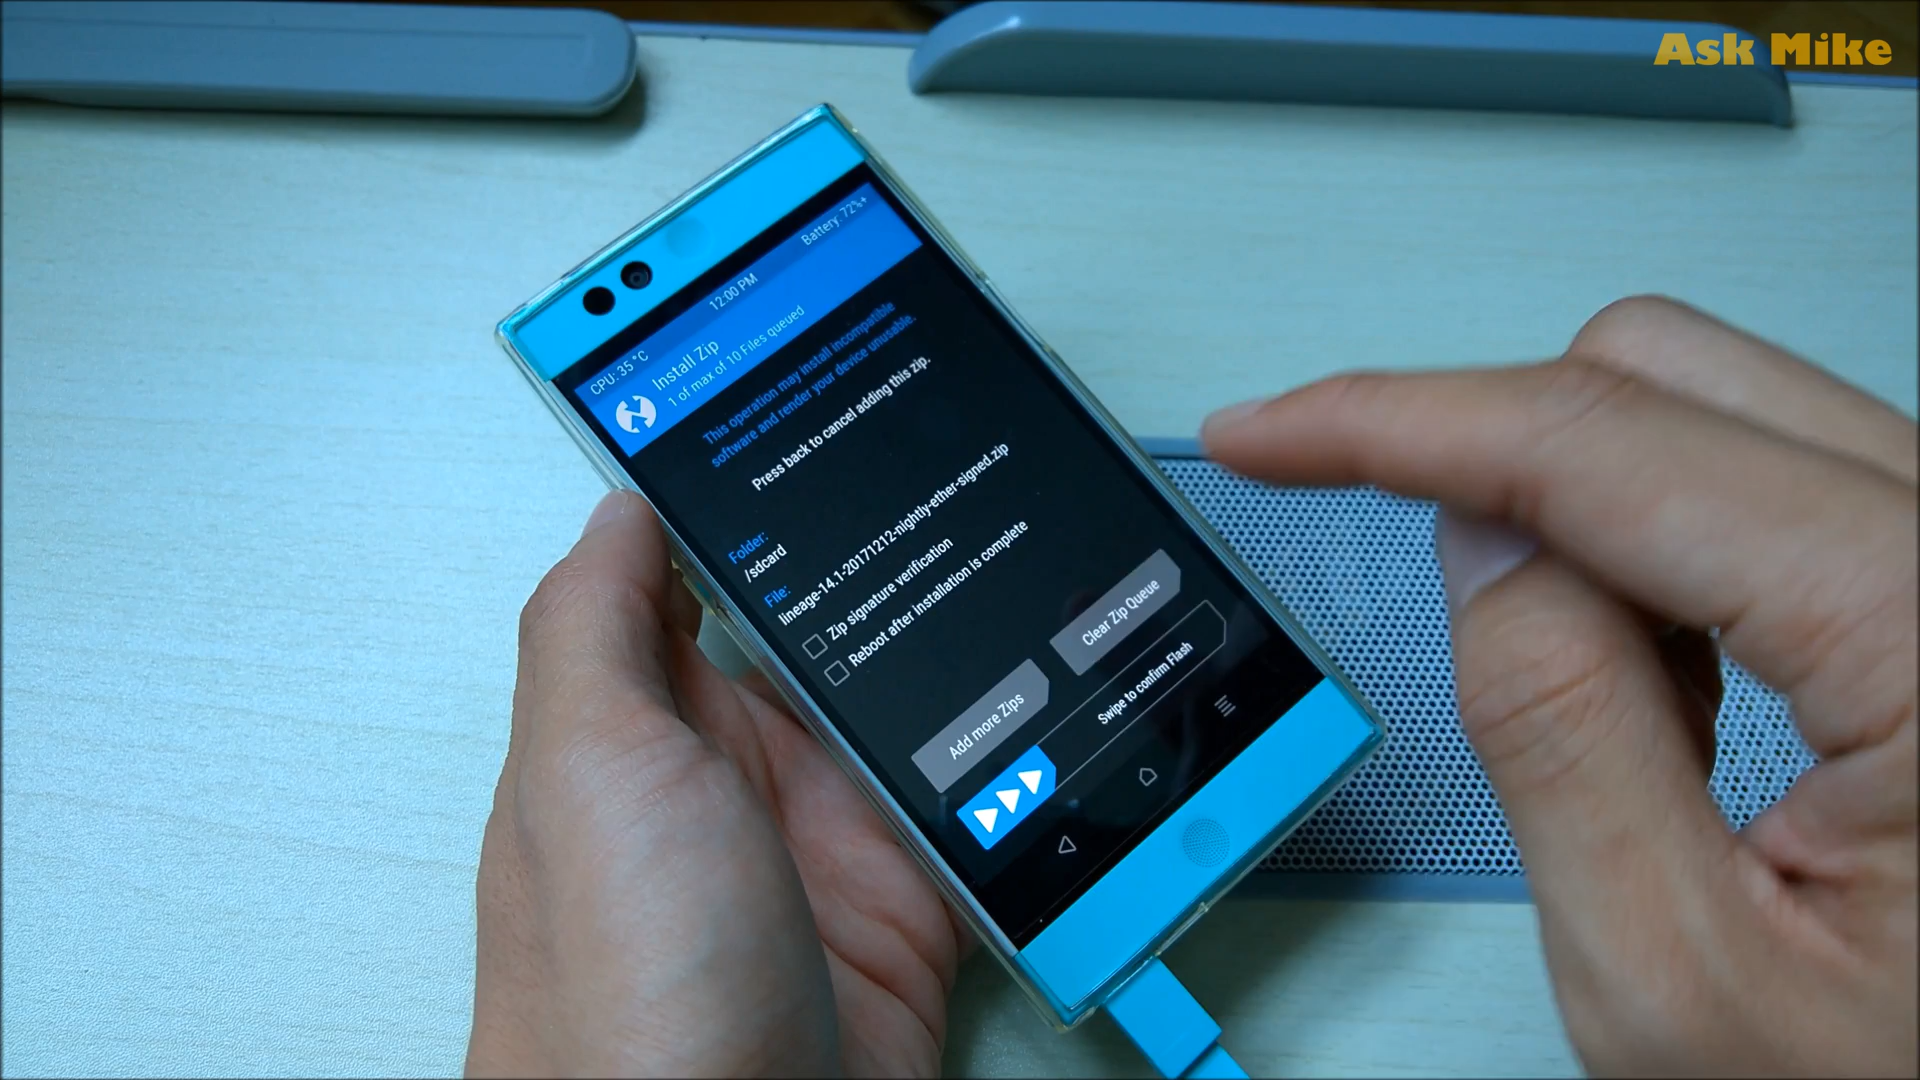 Ask Mike
CPU: 35 °C
12:00 PM
Battery: 72%+
Install Zip
1 of max of 10 Files queued
This operation may install incompatible
software and render your device unusable.
Press back to cancel adding this zip.
Folder:
/sdcard
File:
lineage-14.1-20171212-nightly-ether-signed.zip
Zip signature verification
Reboot after installation is complete
Add more Zips
Clear Zip Queue
Swipe to confirm Flash